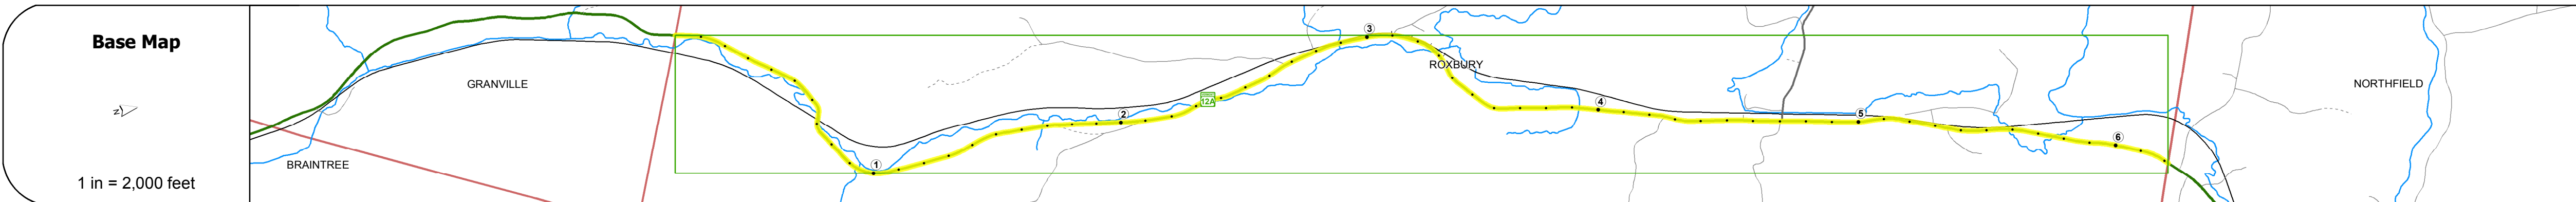 Base Map
N
1 in = 2,000 feet
GRANVILLE
BRAINTREE
1
2
12A
3
ROXBURY
4
5
6
NORTHFIELD